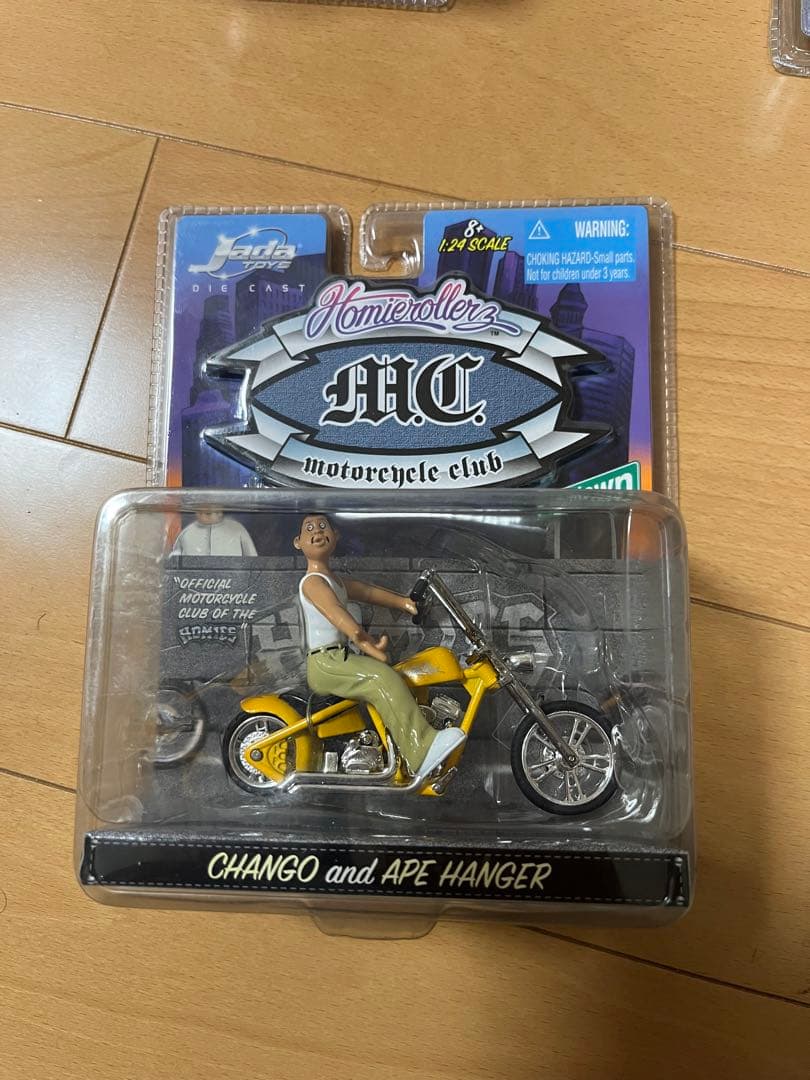 Jada
TOYS
DIE CAST
8+
1:24 SCALE
WARNING:
CHOKING HAZARD-Small parts.
Not for children under 3 years.
Homierollerz
TM
M.C.
motorcycle club
"OFFICIAL
MOTORCYCLE
CLUB OF THE
HOMIES"
CHANGO and APE HANGER